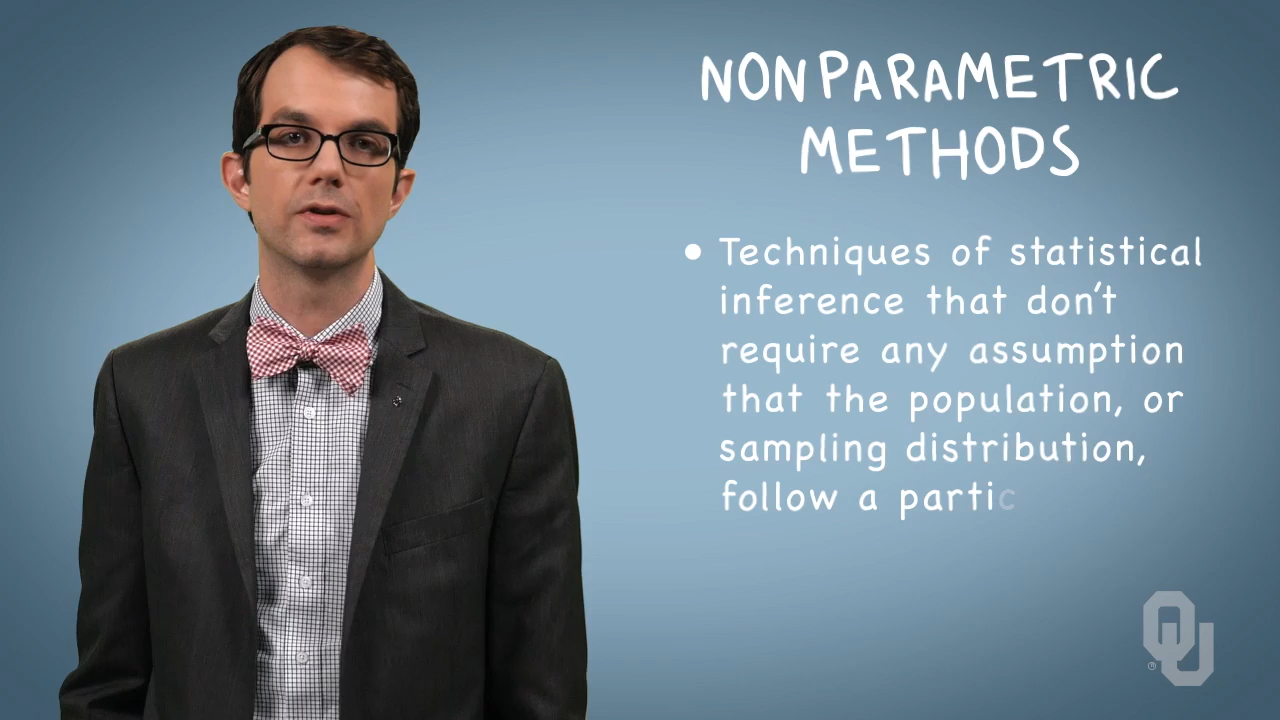 NONPARAMETRIC
METHODS
• Techniques of statistical
inference that don't
require any assumption
that the population, or
sampling distribution,
follow a partic
OU
®